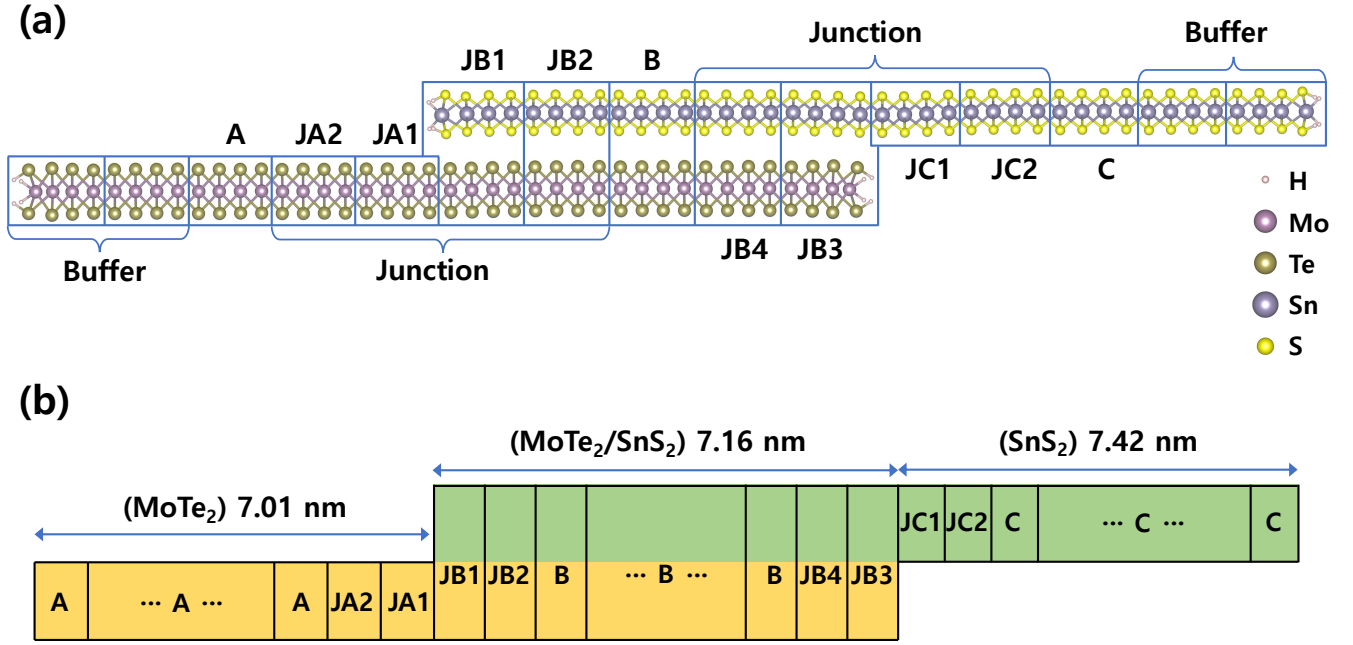 (a)
Junction
Buffer
JB1 JB2 B
A JA2 JA1
JC1 JC2 C
JB4 JB3
Buffer
Junction
H
Mo
Te
Sn
S
(b)
(MoTe₂/SnS₂) 7.16 nm
(SnS₂) 7.42 nm
(MoTe₂) 7.01 nm
JC1 JC2 C ··· C ··· C
JB1 JB2 B ··· B ··· B JB4 JB3
A ··· A ··· A JA2 JA1